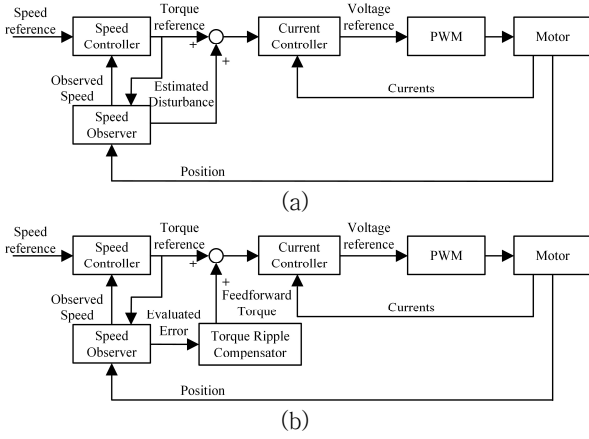 Speed
reference
Speed
Controller
Torque
reference
+
+
Current
Controller
Voltage
reference
PWM
Motor
Observed
Speed
Estimated
Disturbance
Currents
Speed
Observer
Position
(a)
Speed
reference
Speed
Controller
Torque
reference
+
+
Current
Controller
Voltage
reference
PWM
Motor
Observed
Speed
Evaluated
Error
Feedforward
Torque
Currents
Speed
Observer
Torque Ripple
Compensator
Position
(b)